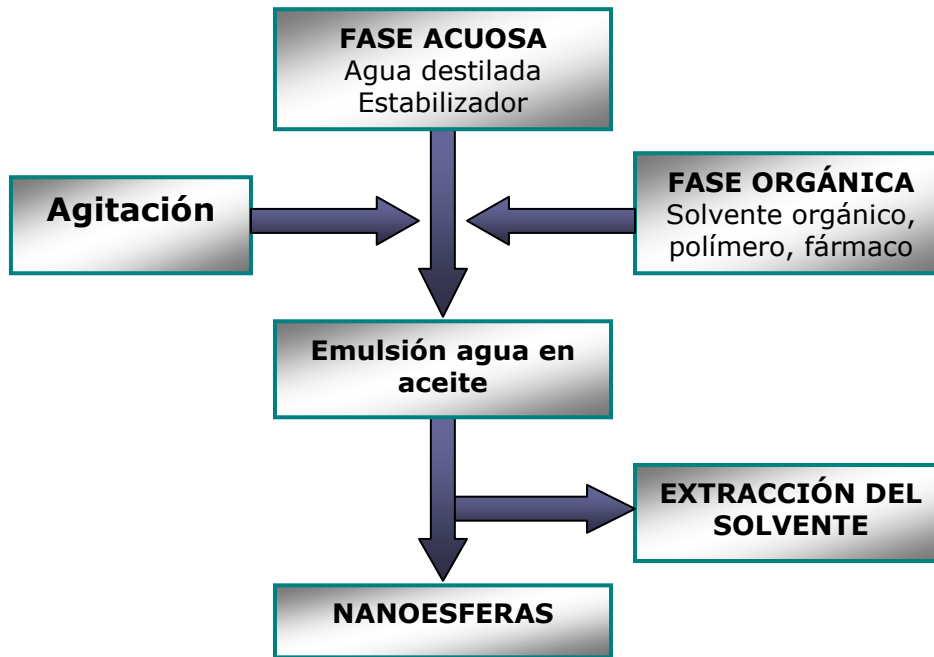 FASE ACUOSA
Agua destilada
Estabilizador
Agitación
FASE ORGÁNICA
Solvente orgánico,
polímero, fármaco
Emulsión agua en
aceite
EXTRACCIÓN DEL
SOLVENTE
NANOESFERAS